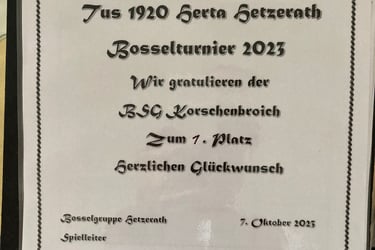 Tus 1920 Herta Hetzerath
Bosselturnier 2023
Wir gratulieren der
BSG Korschenbroich
Zum 1. Platz
Herzlichen Glückwunsch
Bosselgruppe Hetzerath 7. Oktober 2023
Spielleiter